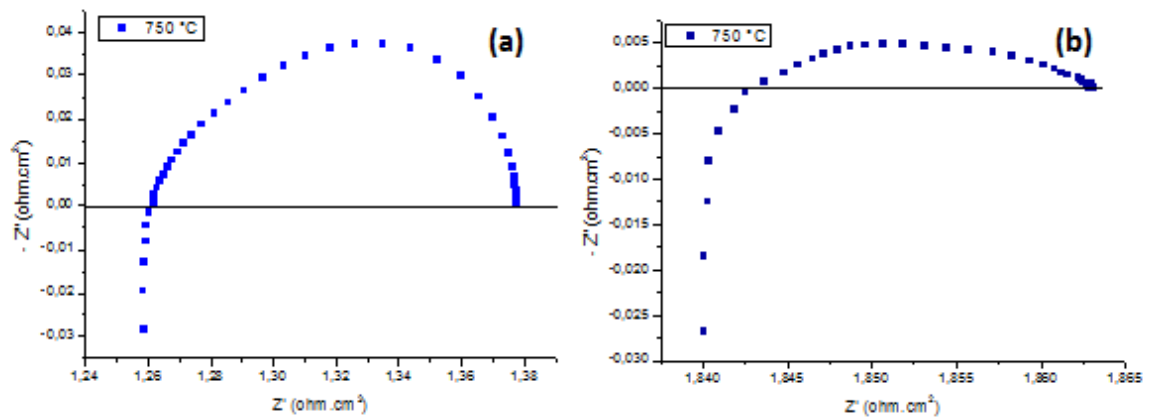 750 °C
(a)
0,04
0,03
0,02
0,01
0,00
-0,01
-0,02
-0,03
- Z'' (ohm.cm²)
1,24 1,26 1,28 1,30 1,32 1,34 1,36 1,38
Z' (ohm.cm²)
750 °C
(b)
0,005
0,000
-0,005
-0,010
-0,015
-0,020
-0,025
-0,030
- Z'' (ohm.cm²)
1,840 1,845 1,850 1,855 1,860 1,865
Z' (ohm.cm²)